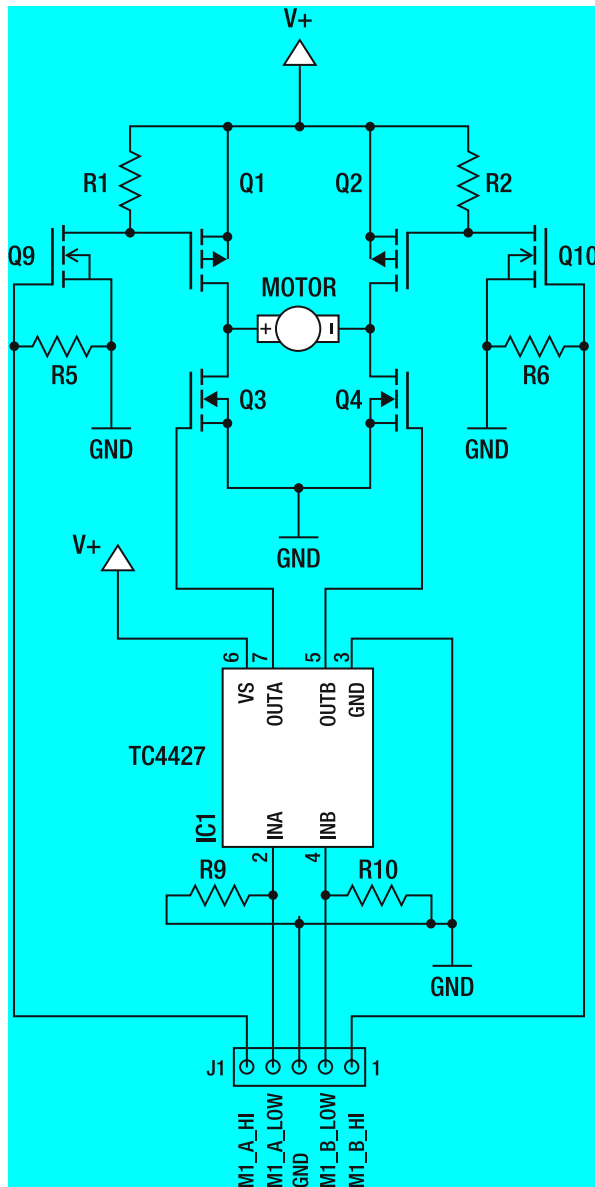 V+
R1
Q1
Q2
R2
Q9
Q10
MOTOR
+
-
R5
Q3
Q4
R6
GND
GND
GND
V+
6
7
5
3
VS
OUTA
OUTB
GND
TC4427
IC1
INA
INB
2
4
R9
R10
GND
J1
1
M1_A_HI
M1_A_LOW
GND
M1_B_LOW
M1_B_HI